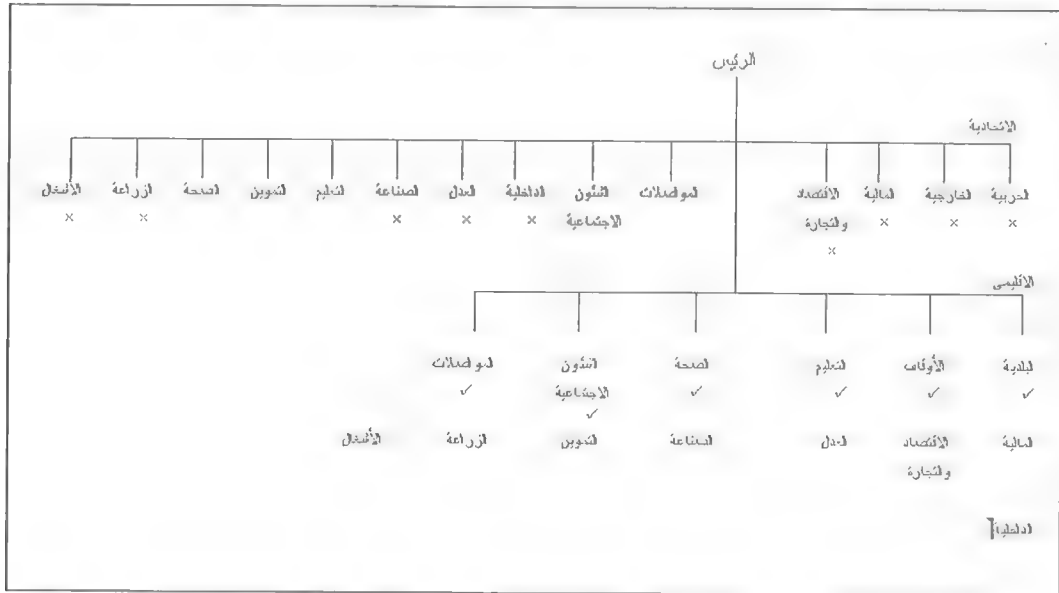 الرئيس
الاتحادية
الحربية الخارجية المالية الاقتصاد المواصلات الشئون الداخلية العدل الصناعة التعليم التموين الصحة الزراعة الأشغال
× × × والتجارة الاجتماعية × × × × ×
×
الاقليمى
البلدية الأوقاف التعليم الصحة الشئون المواصلات
✓ ✓ ✓ ✓ الاجتماعية ✓
✓
المالية الاقتصاد العدل الصناعة التموين الزراعة الأشغال
والتجارة
الداخلية]